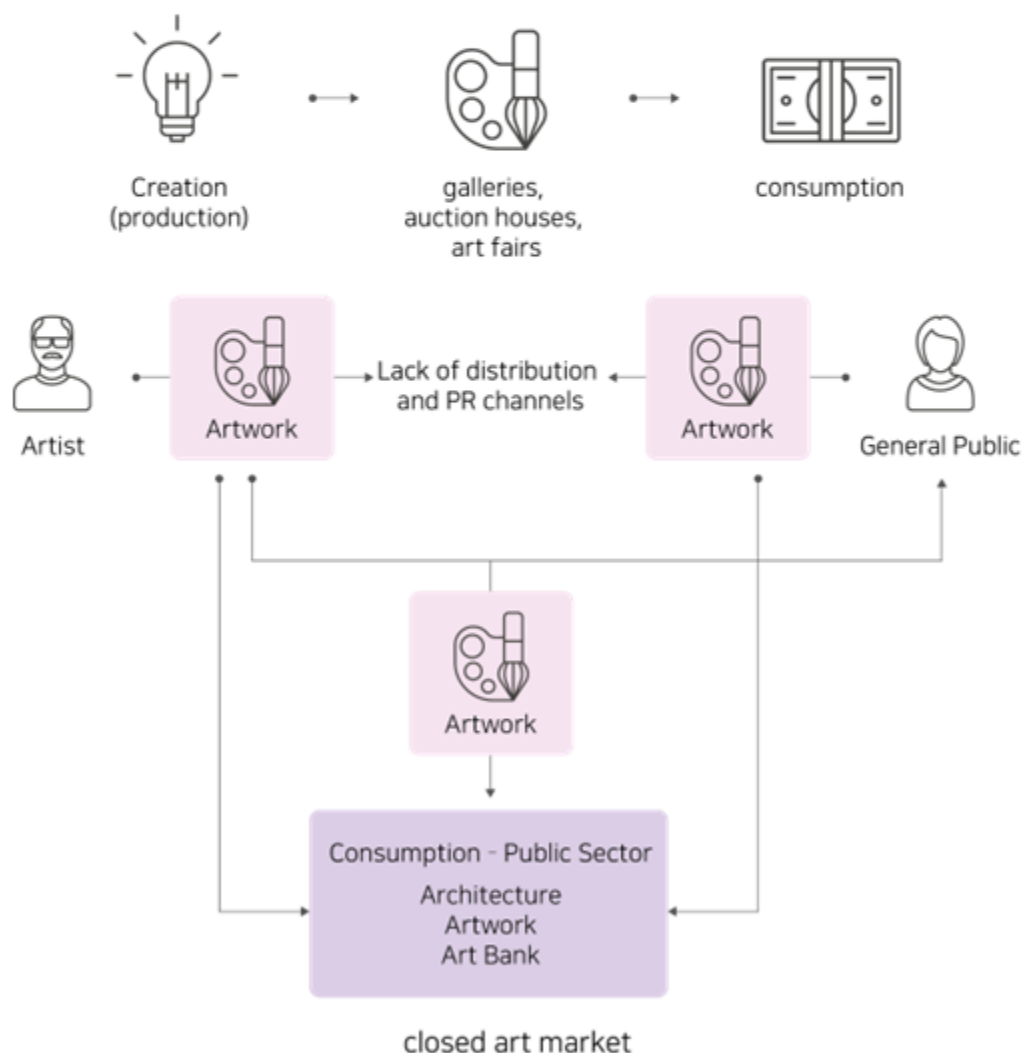 Creation
(production)
galleries,
auction houses,
art fairs
consumption
Artist
Artwork
Lack of distribution
and PR channels
Artwork
General Public
Artwork
Consumption - Public Sector
Architecture
Artwork
Art Bank
closed art market